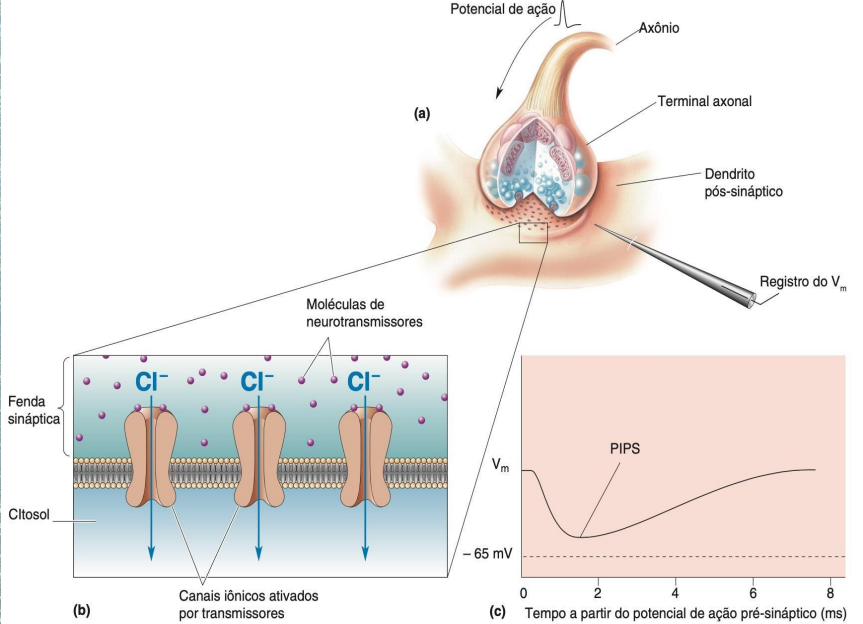 Potencial de ação
Axônio
(a)
Terminal axonal
Dendrito
pós-sináptico
Registro do Vm
Moléculas de
neurotransmissores
Cl–
Cl–
Cl–
Fenda
sináptica
CItosol
Canais iônicos ativados
por transmissores
(b)
Vm
PIPS
– 65 mV
0
2
4
6
8
(c)
Tempo a partir do potencial de ação pré-sináptico (ms)